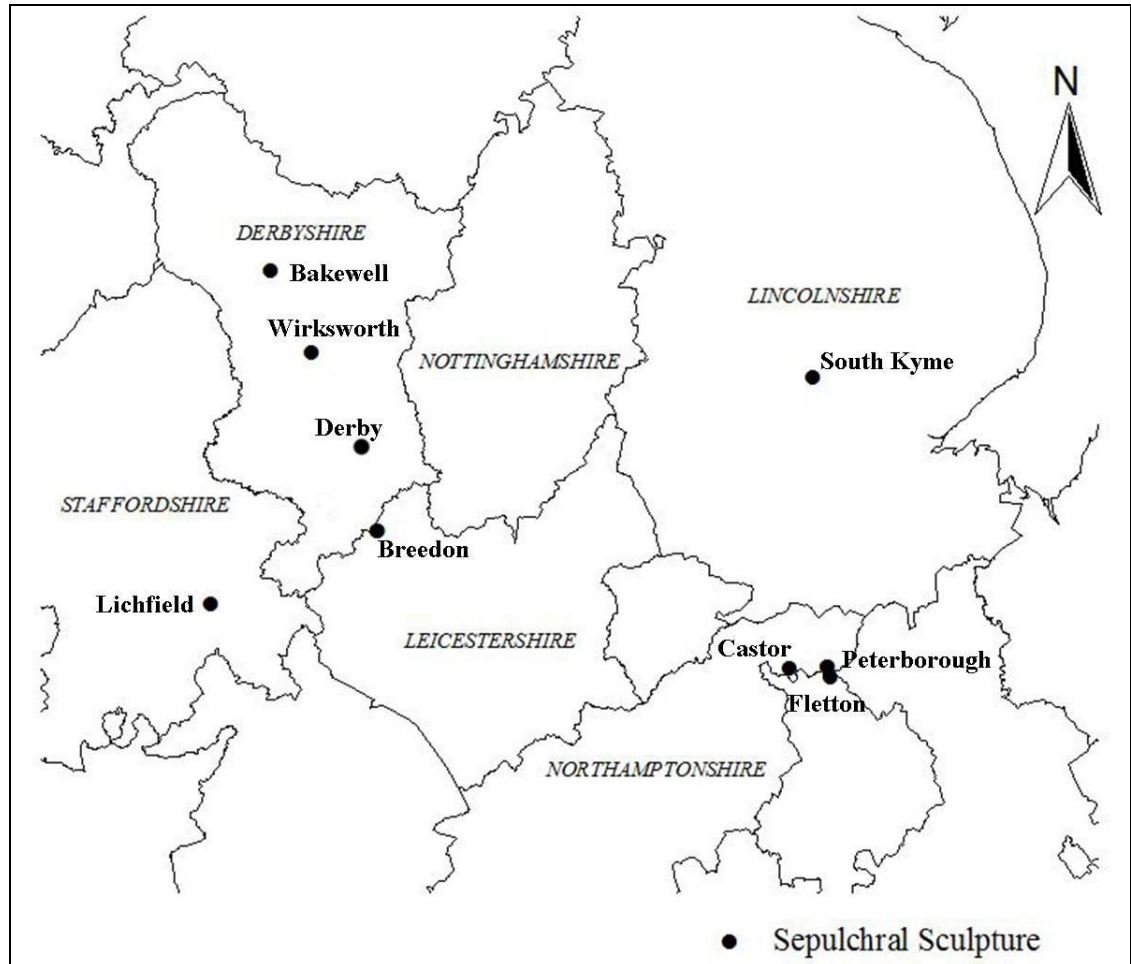 N
DERBYSHIRE
Bakewell
LINCOLNSHIRE
Wirksworth
NOTTINGHAMSHIRE
South Kyme
Derby
STAFFORDSHIRE
Breedon
Lichfield
LEICESTERSHIRE
Castor
Peterborough
Fletton
NORTHAMPTONSHIRE
Sepulchral Sculpture